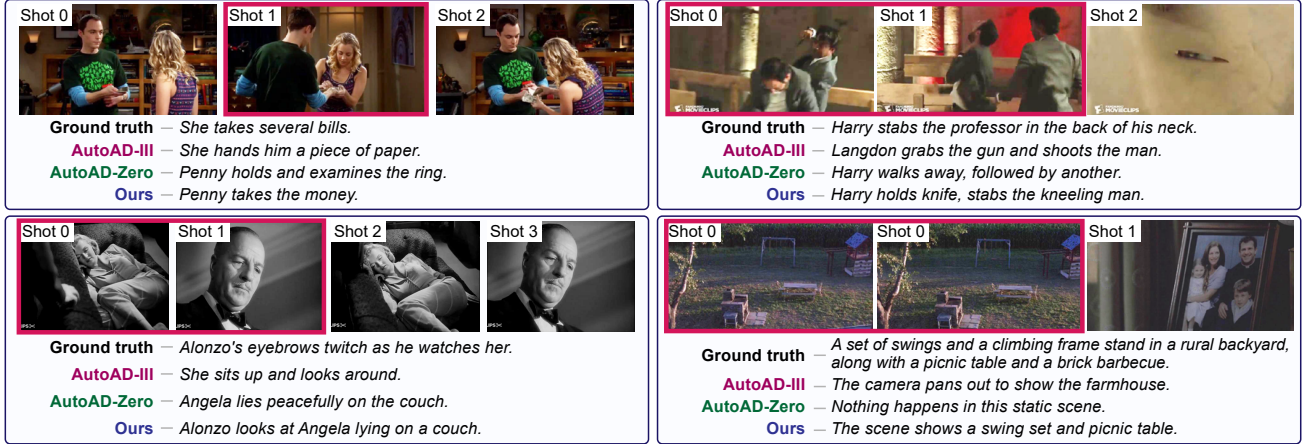 Shot 0
Shot 1
Shot 2
Ground truth — She takes several bills.
AutoAD-III — She hands him a piece of paper.
AutoAD-Zero — Penny holds and examines the ring.
Ours — Penny takes the money.
Shot 0
Shot 1
Shot 2
MOVIECLIPS
MOVIECLIPS
Ground truth — Harry stabs the professor in the back of his neck.
AutoAD-III — Langdon grabs the gun and shoots the man.
AutoAD-Zero — Harry walks away, followed by another.
Ours — Harry holds knife, stabs the kneeling man.
Shot 0
Shot 1
Shot 2
Shot 3
Ground truth — Alonzo's eyebrows twitch as he watches her.
AutoAD-III — She sits up and looks around.
AutoAD-Zero — Angela lies peacefully on the couch.
Ours — Alonzo looks at Angela lying on a couch.
Shot 0
Shot 0
Shot 1
Ground truth — A set of swings and a climbing frame stand in a rural backyard,
along with a picnic table and a brick barbecue.
AutoAD-III — The camera pans out to show the farmhouse.
AutoAD-Zero — Nothing happens in this static scene.
Ours — The scene shows a swing set and picnic table.